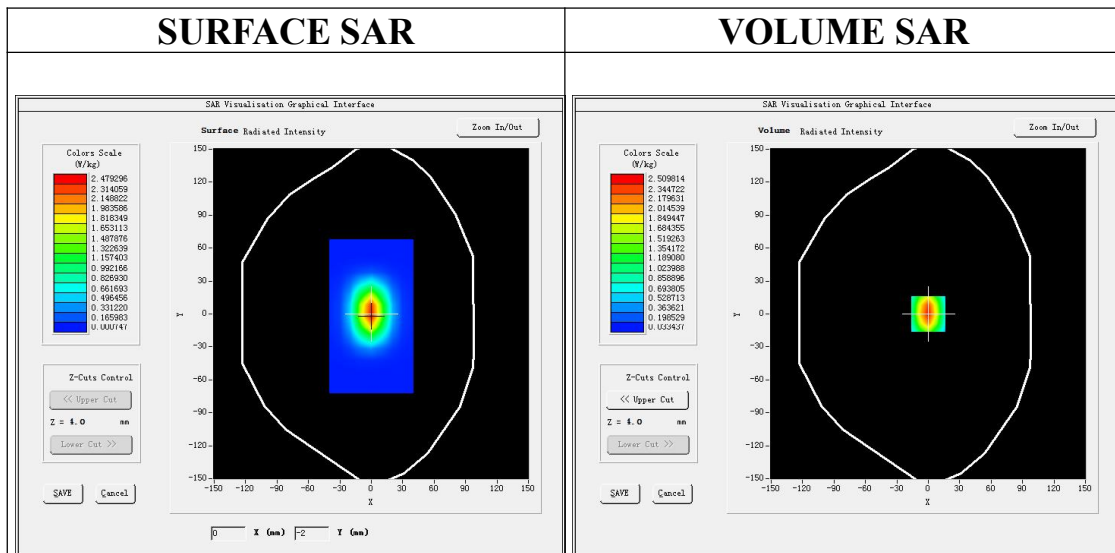 SURFACE SAR
VOLUME SAR
SAR Visualisation Graphical Interface
Surface Radiated Intensity
Zoom In/Out
Colors Scale
(W/kg)
2.479296
2.314059
2.148822
1.983586
1.818349
1.653113
1.487876
1.322639
1.157403
0.992166
0.826930
0.661693
0.496456
0.331220
0.165983
0.000747
150
120
90
60
30
0
-30
-60
-90
-120
-150
Y
-150 -120 -90 -60 -30 0 30 60 90 120 150
X
Z-Cuts Control
<< Upper Cut
Z = 4.0 mm
Lower Cut >>
SAVE Cancel
0 X (mm) -2 Y (mm)
SAR Visualisation Graphical Interface
Volume Radiated Intensity
Zoom In/Out
Colors Scale
(W/kg)
2.509814
2.344722
2.179631
2.014539
1.849447
1.684355
1.519263
1.354172
1.189080
1.023988
0.858896
0.693805
0.528713
0.363621
0.198529
0.033437
150
120
90
60
30
0
-30
-60
-90
-120
-150
Y
-150 -120 -90 -60 -30 0 30 60 90 120 150
X
Z-Cuts Control
<< Upper Cut
Z = 4.0 mm
Lower Cut >>
SAVE Cancel